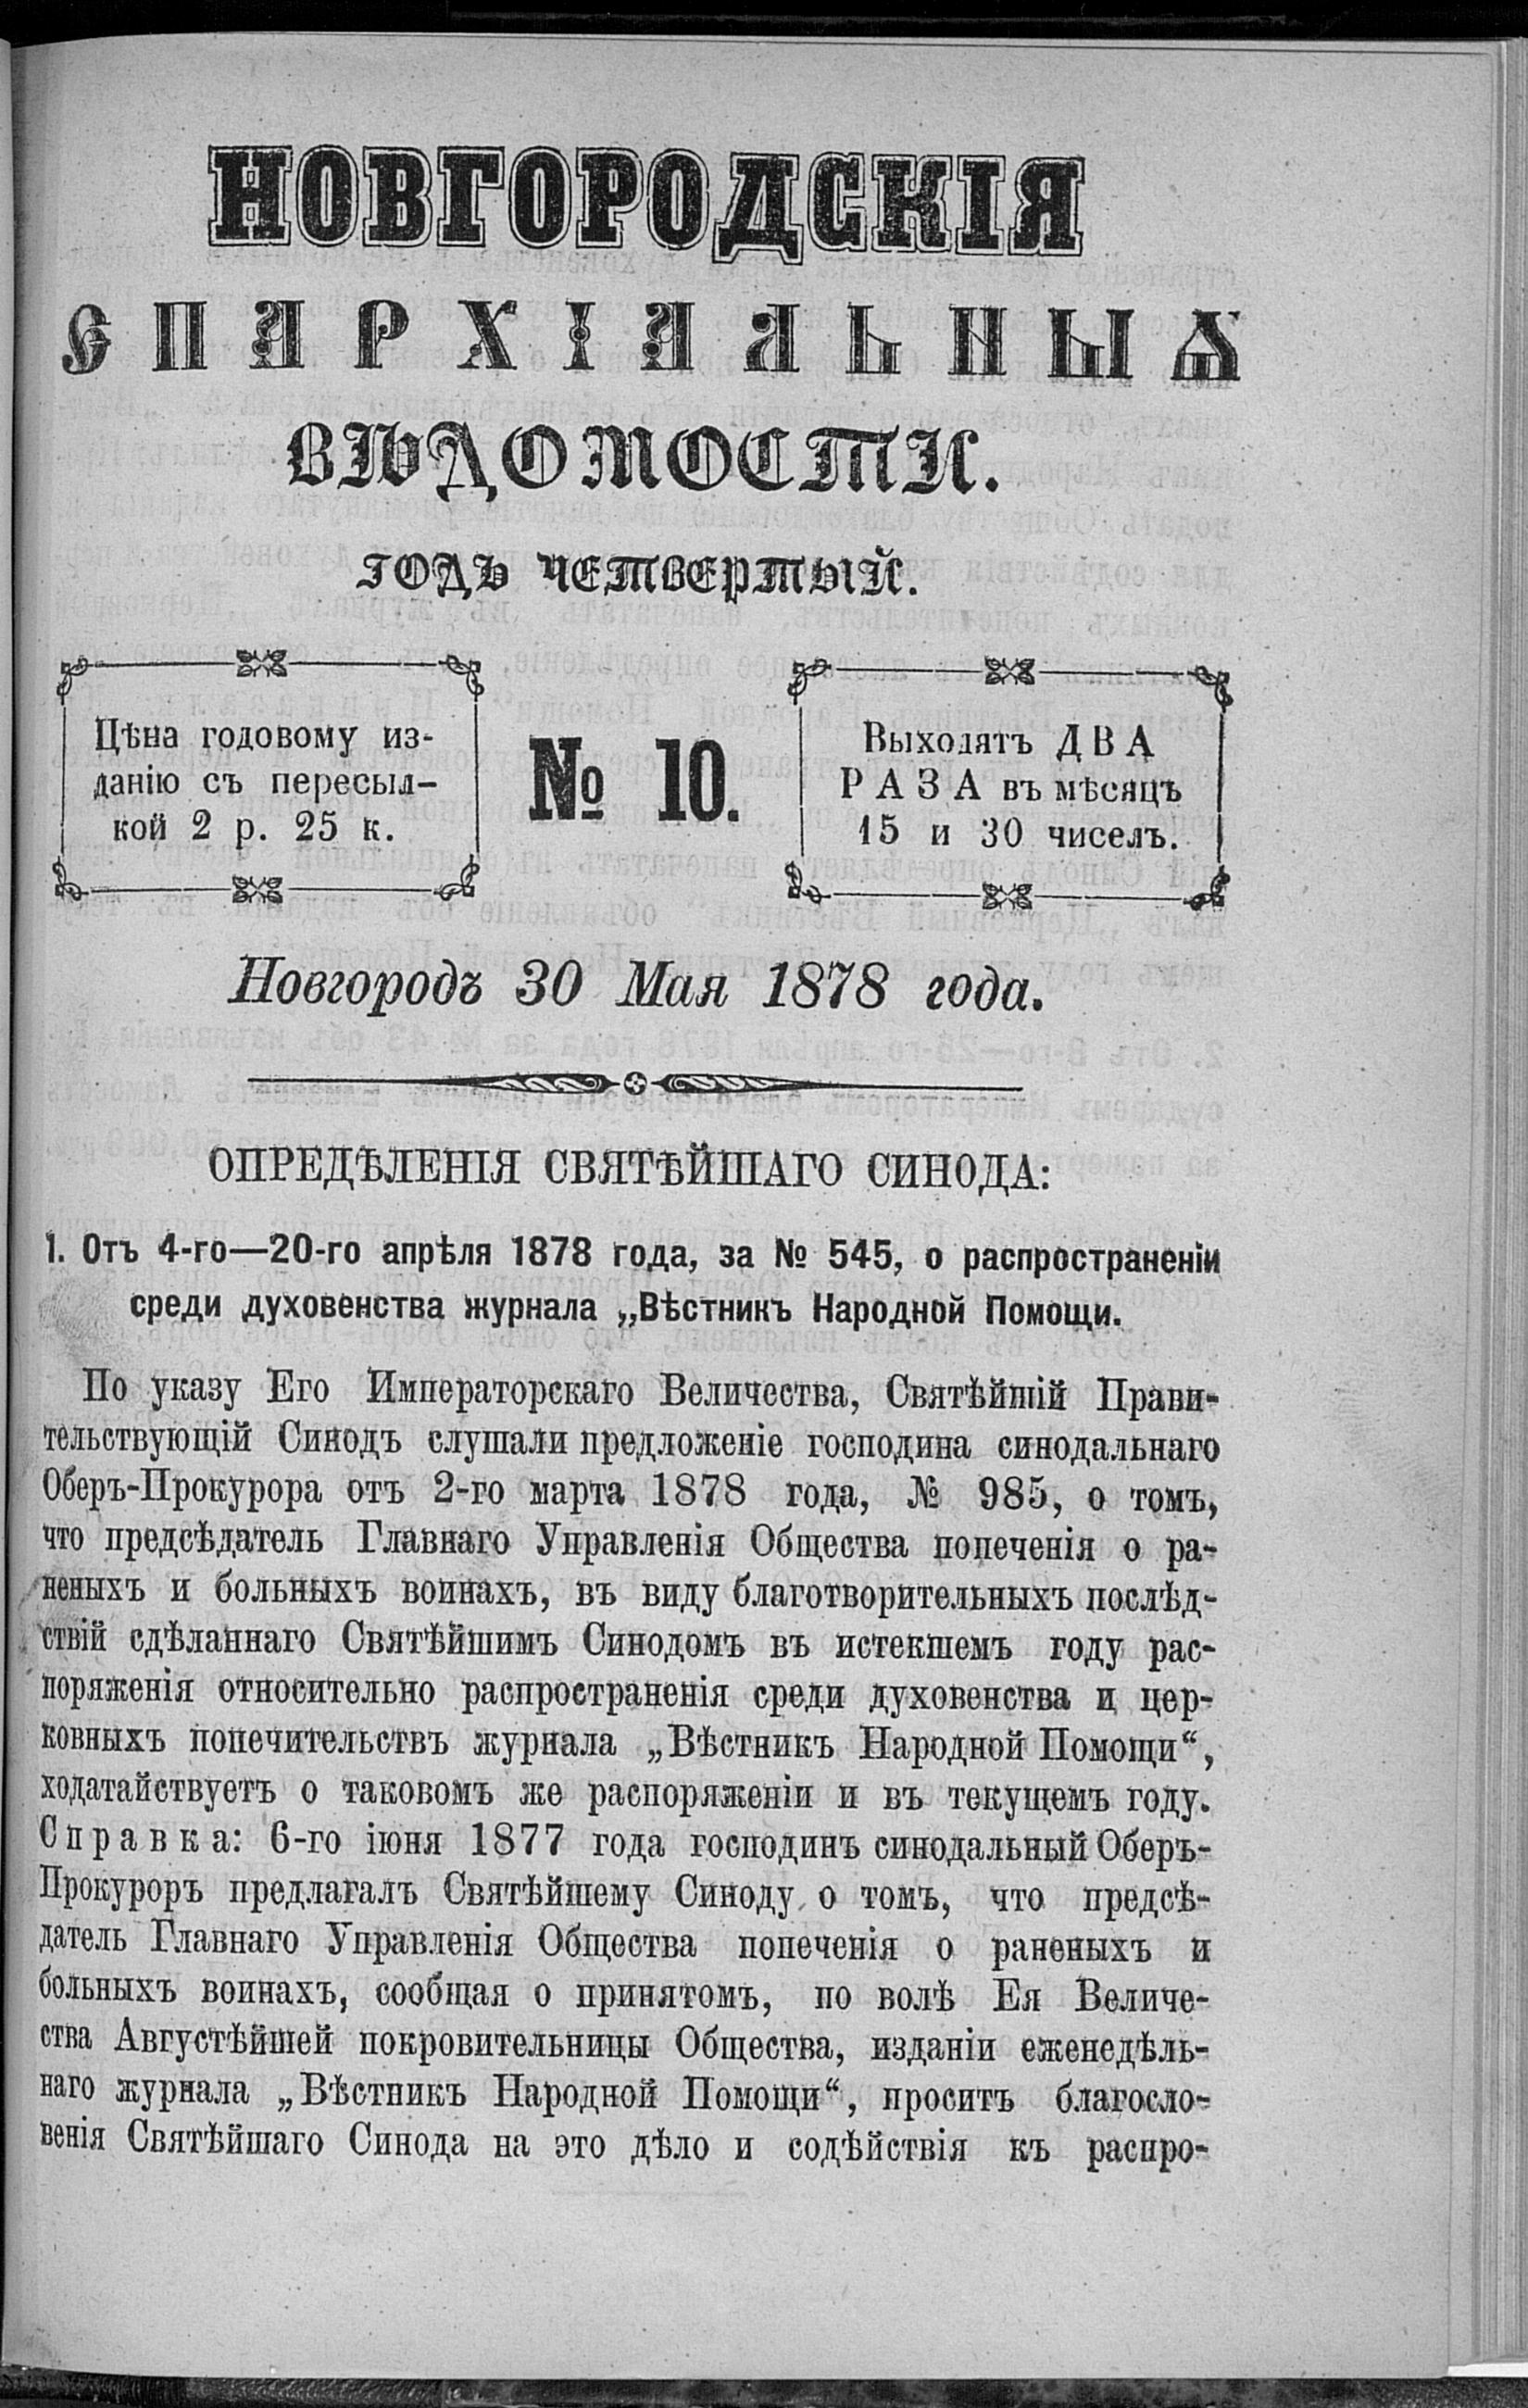 НОВГОРОДСКІЯ
ЄПАРХІАЛЬНЫѦ
ВѢДОМОСТИ.
ГОДЪ ЧЕТВЕРТЫЙ.
Цѣна годовому из-
данію съ пересыл-
кой 2 р. 25 к.
№ 10.
Выходятъ ДВА
РАЗА въ мѣсяцъ
15 и 30 чиселъ.
Новгородъ 30 Мая 1878 года.
ОПРЕДѢЛЕНІЯ СВЯТѢЙШАГО СИНОДА:
1. Отъ 4-го—20-го апрѣля 1878 года, за № 545, о распространеніи
среди духовенства журнала „Вѣстникъ Народной Помощи.
По указу Его Императорскаго Величества, Святѣйшій Прави-
тельствующій Синодъ слушали предложеніе господина синодальнаго
Оберъ-Прокурора отъ 2-го марта 1878 года, № 985, о томъ,
что предсѣдатель Главнаго Управленія Общества попеченія о ра-
неныхъ и больныхъ воинахъ, въ виду благотворительныхъ послѣд-
ствій сдѣланнаго Святѣйшимъ Синодомъ въ истекшемъ году рас-
поряженія относительно распространенія среди духовенства и цер-
ковныхъ попечительствъ журнала „Вѣстникъ Народной Помощи“,
ходатайствуетъ о таковомъ же распоряженіи и въ текущемъ году.
Справка: 6-го іюня 1877 года господинъ синодальный Оберъ-
Прокуроръ предлагалъ Святѣйшему Синоду о томъ, что предсѣ-
датель Главнаго Управленія Общества попеченія о раненыхъ и
больныхъ воинахъ, сообщая о принятомъ, по волѣ Ея Величе-
ства Августѣйшей покровительницы Общества, изданіи еженедѣль-
наго журнала „Вѣстникъ Народной Помощи“, проситъ благосло-
венія Святѣйшаго Синода на это дѣло и содѣйствія къ распро-